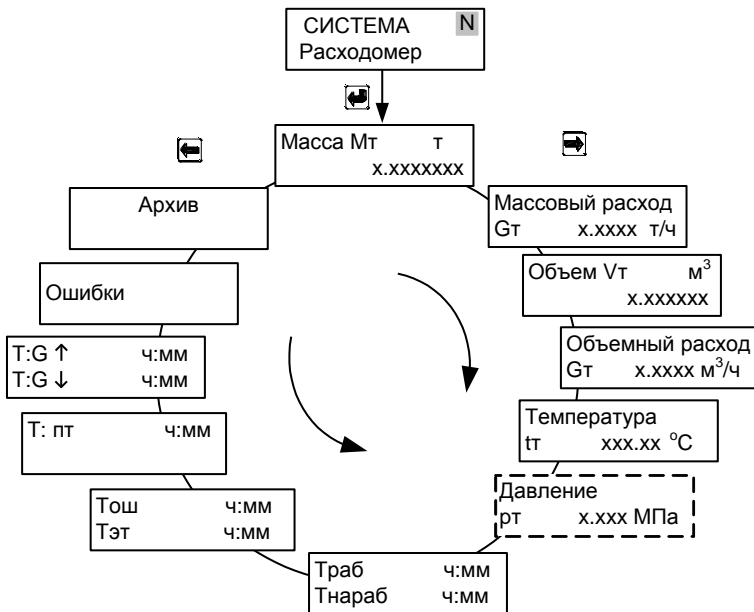 СИСТЕМА N
Расходомер
Масса Мт т
х.ххххххх
Массовый расход
Gт х.хххх т/ч
Объем Vт м³
х.хххххх
Объемный расход
Gт х.хххх м³/ч
Температура
tт ххх.хх °С
Давление
рт х.ххх МПа
Траб ч:мм
Тнараб ч:мм
Тош ч:мм
Тэт ч:мм
Т: пт ч:мм
Т:G ↑ ч:мм
Т:G ↓ ч:мм
Ошибки
Архив